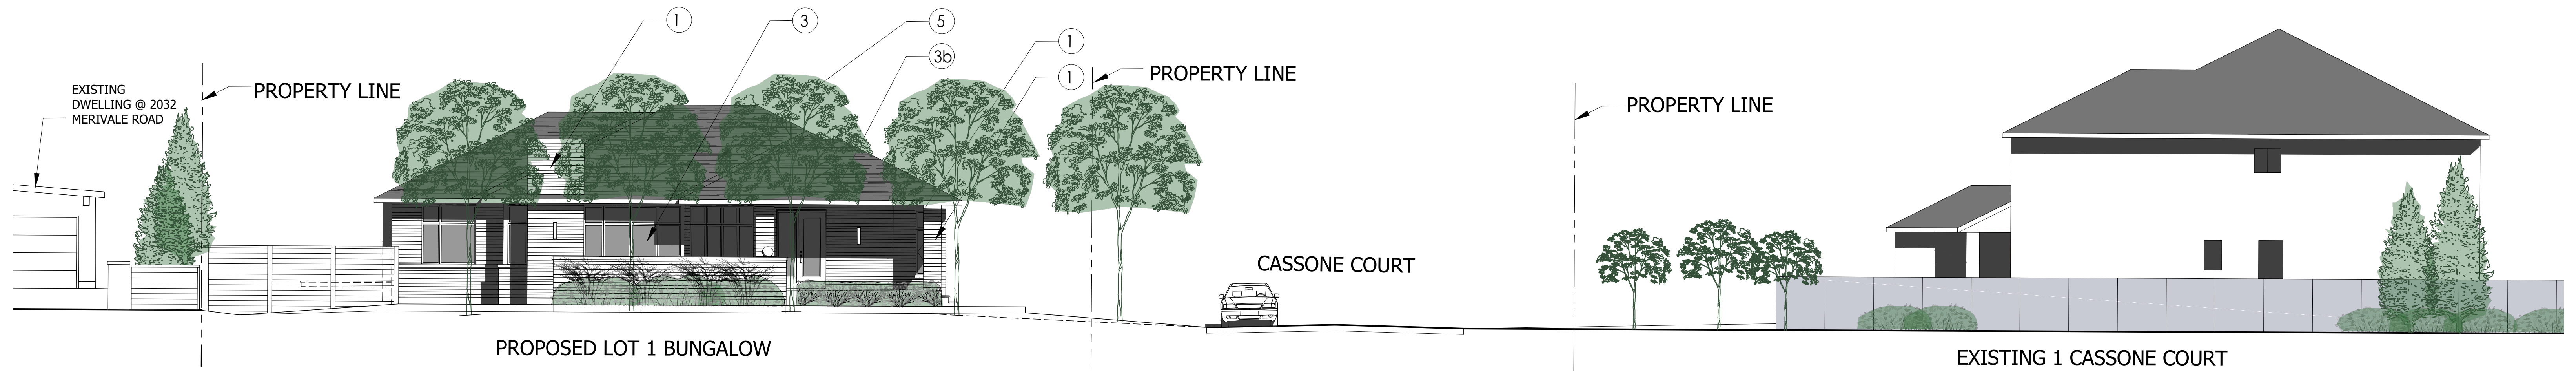 1
3
5
3b
1
1
EXISTING
DWELLING @ 2032
MERIVALE ROAD
PROPERTY LINE
PROPERTY LINE
PROPERTY LINE
CASSONE COURT
PROPOSED LOT 1 BUNGALOW
EXISTING 1 CASSONE COURT